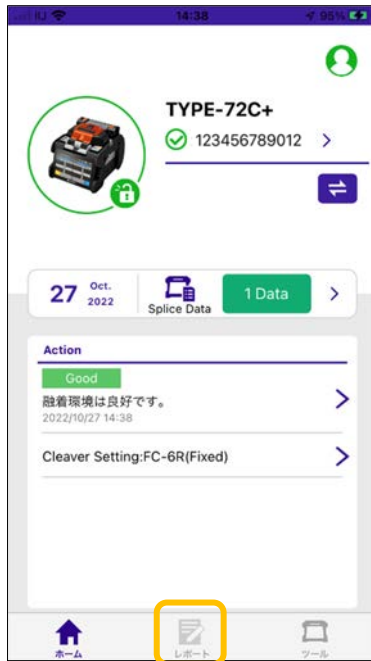 14:38
95%
TYPE-72C+
123456789012
27
Oct.
2022
Splice Data
1 Data
Action
Good
融着環境は良好です。
2022/10/27 14:38
Cleaver Setting:FC-6R(Fixed)
ホーム
レポート
ツール